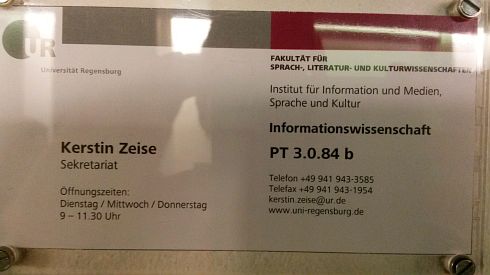 UR
Universität Regensburg
FAKULTÄT FÜR
SPRACH-, LITERATUR- UND KULTURWISSENSCHAFTEN
Institut für Information und Medien,
Sprache und Kultur
Informationswissenschaft
PT 3.0.84 b
Telefon +49 941 943-3585
Telefax +49 941 943-1954
kerstin.zeise@ur.de
www.uni-regensburg.de
Kerstin Zeise
Sekretariat
Öffnungszeiten:
Dienstag / Mittwoch / Donnerstag
9 – 11.30 Uhr